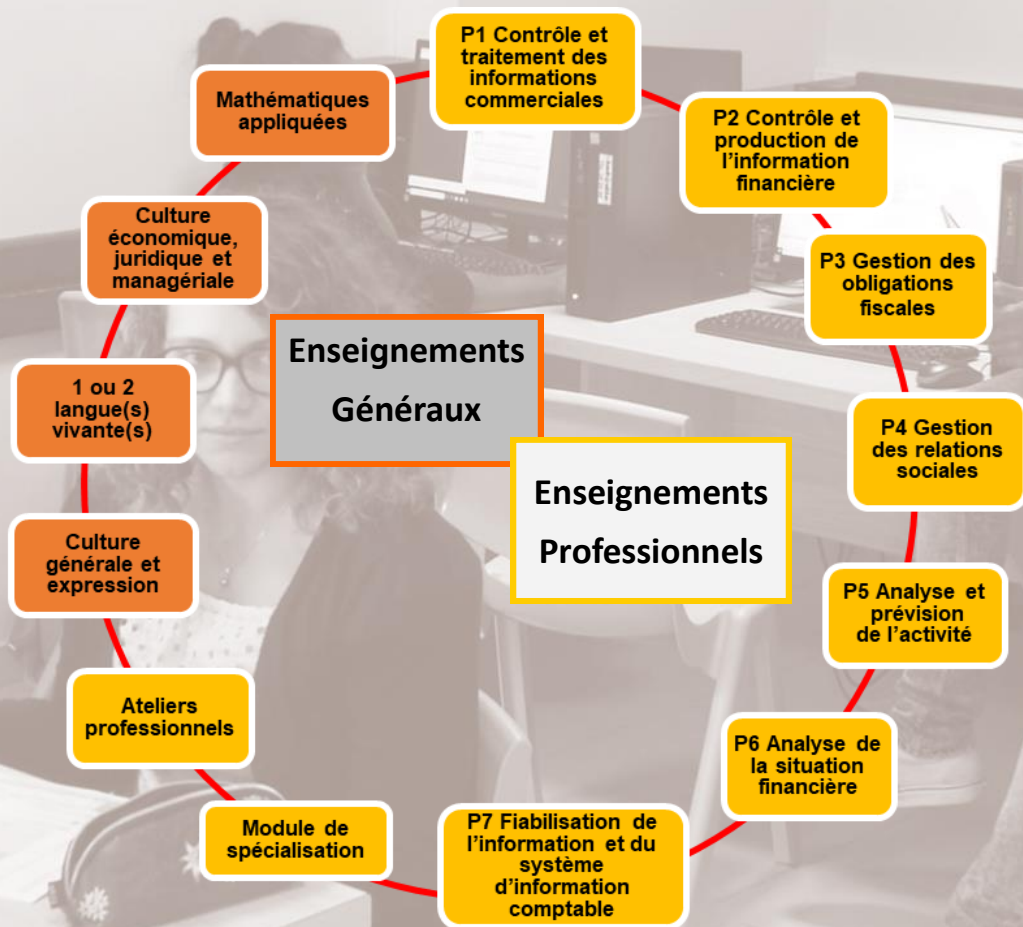 P1 Contrôle et
traitement des
informations
commerciales
P2 Contrôle et
production de
l'information
financière
P3 Gestion des
obligations
fiscales
P4 Gestion
des relations
sociales
P5 Analyse et
prévision
de l'activité
P6 Analyse de
la situation
financière
P7 Fiabilisation de
l'information et du
système
d'information
comptable
Module de
spécialisation
Ateliers
professionnels
Culture
générale et
expression
1 ou 2
langue(s)
vivante(s)
Culture
économique,
juridique et
managériale
Mathématiques
appliquées
Enseignements
Généraux
Enseignements
Professionnels